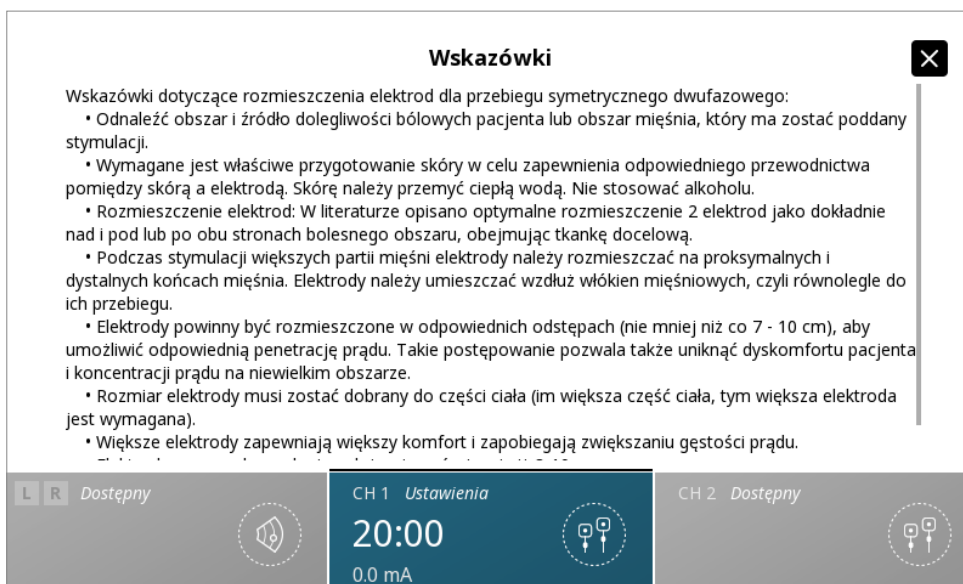 Wskazówki
Wskazówki dotyczące rozmieszczenia elektrod dla przebiegu symetrycznego dwufazowego:
• Odnaleźć obszar i źródło dolegliwości bólowych pacjenta lub obszar mięśnia, który ma zostać poddany
stymulacji.
• Wymagane jest właściwe przygotowanie skóry w celu zapewnienia odpowiedniego przewodnictwa
pomiędzy skórą a elektrodą. Skórę należy przemyć ciepłą wodą. Nie stosować alkoholu.
• Rozmieszczenie elektrod: W literaturze opisano optymalne rozmieszczenie 2 elektrod jako dokładnie
nad i pod lub po obu stronach bolesnego obszaru, obejmując tkankę docelową.
• Podczas stymulacji większych partii mięśni elektrody należy rozmieszczać na proksymalnych i
dystalnych końcach mięśnia. Elektrody należy umieszczać wzdłuż włókien mięśniowych, czyli równolegle do
ich przebiegu.
• Elektrody powinny być rozmieszczone w odpowiednich odstępach (nie mniej niż co 7 - 10 cm), aby
umożliwić odpowiednią penetrację prądu. Takie postępowanie pozwala także uniknąć dyskomfortu pacjenta
i koncentracji prądu na niewielkim obszarze.
• Rozmiar elektrody musi zostać dobrany do części ciała (im większa część ciała, tym większa elektroda
jest wymagana).
• Większe elektrody zapewniają większy komfort i zapobiegają zwiększaniu gęstości prądu.
L R Dostępny
CH 1 Ustawienia
20:00
0.0 mA
CH 2 Dostępny